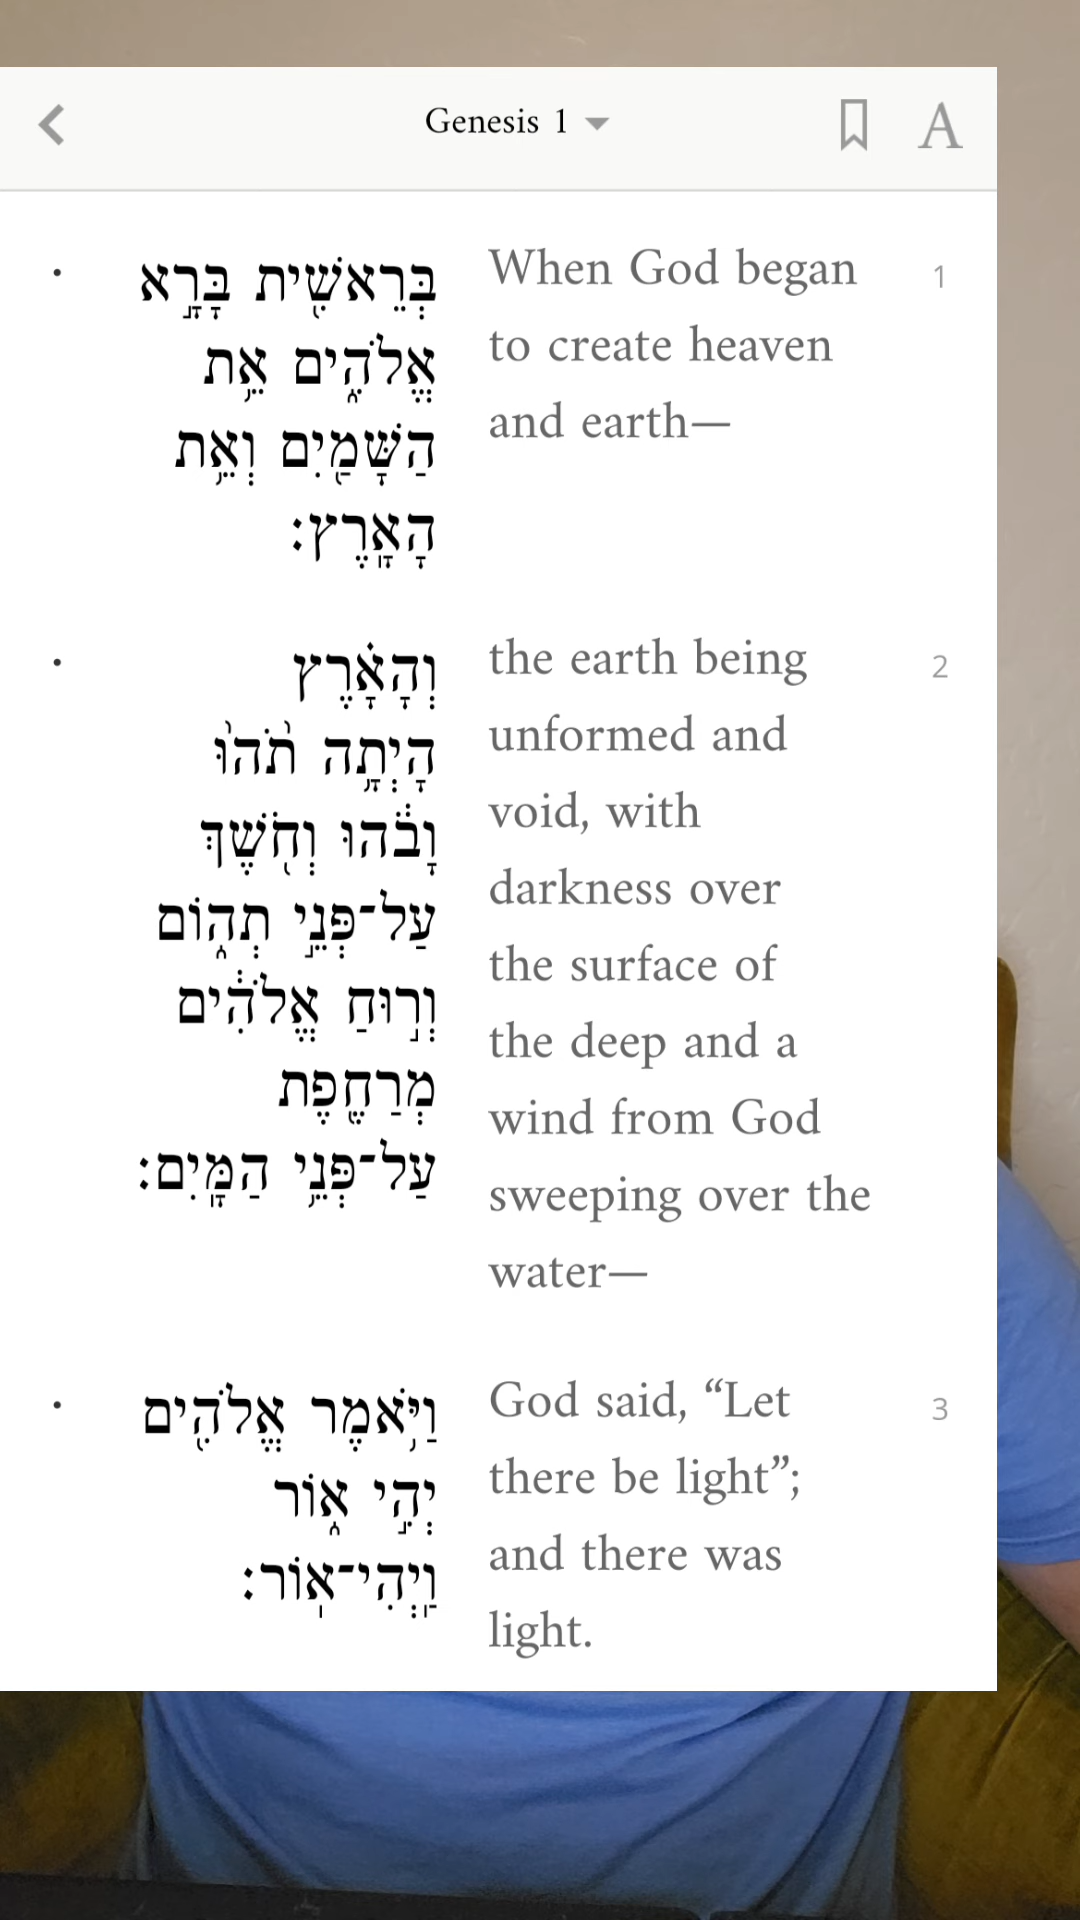 Genesis 1
A
בְּרֵאשִׁ֖ית בָּרָ֣א
אֱלֹהִ֑ים אֵ֥ת
הַשָּׁמַ֖יִם וְאֵ֥ת
הָאָֽרֶץ׃
When God began
to create heaven
and earth—
1
וְהָאָ֗רֶץ
הָיְתָ֥ה תֹ֙הוּ֙
וָבֹ֔הוּ וְחֹ֖שֶׁךְ
עַל־פְּנֵ֣י תְה֑וֹם
וְר֣וּחַ אֱלֹהִ֔ים
מְרַחֶ֖פֶת
עַל־פְּנֵ֥י הַמָּֽיִם׃
the earth being
unformed and
void, with
darkness over
the surface of
the deep and a
wind from God
sweeping over the
water—
2
וַיֹּ֥אמֶר אֱלֹהִ֖ים
יְהִ֣י א֑וֹר
וַֽיְהִי־אֽוֹר׃
God said, “Let
there be light”;
and there was
light.
3